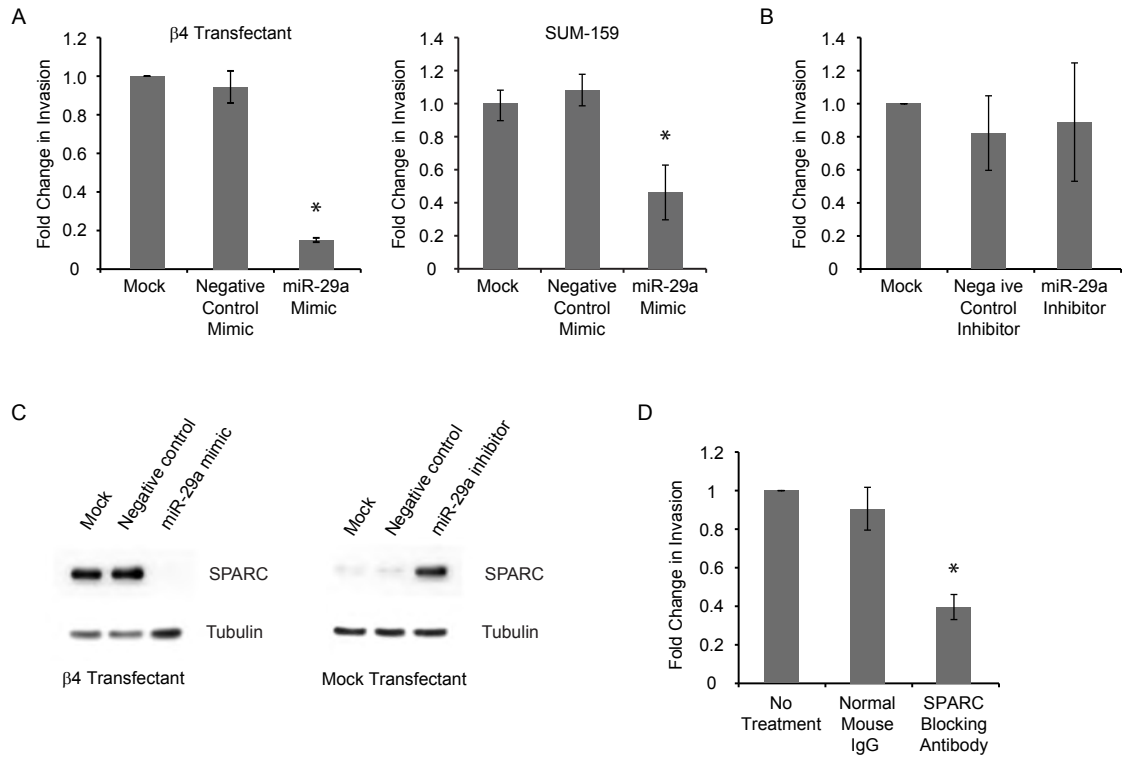 A
β4 Transfectant
Fold Change in Invasion
1.2
1.0
0.8
0.6
0.4
0.2
0
*
Mock
Negative
Control
Mimic
miR-29a
Mimic
SUM-159
Fold Change in Invasion
1.4
1.2
1.0
0.8
0.6
0.4
0.2
0
*
Mock
Negative
Control
Mimic
miR-29a
Mimic
B
Fold Change in Invasion
1.4
1.2
1.0
0.8
0.6
0.4
0.2
0
Mock
Nega ive
Control
Inhibitor
miR-29a
Inhibitor
C
Mock
Negative control
miR-29a mimic
SPARC
Tubulin
β4 Transfectant
Mock
Negative control
miR-29a inhibitor
SPARC
Tubulin
Mock Transfectant
D
Fold Change in Invasion
1.2
1
0.8
0.6
0.4
0.2
0
*
No
Treatment
Normal
Mouse
IgG
SPARC
Blocking
Antibody